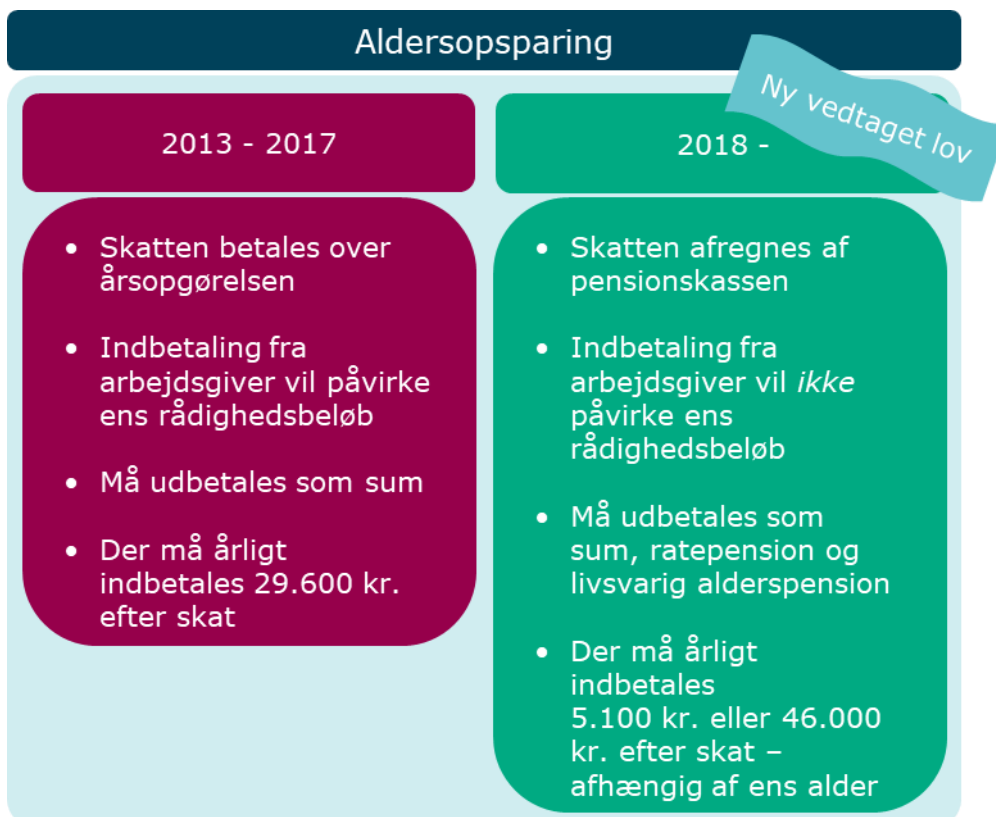 Aldersopsparing
Ny vedtaget lov
2013 - 2017
• Skatten betales over
årsopgørelsen
• Indbetaling fra
arbejdsgiver vil påvirke
ens rådighedsbeløb
• Må udbetales som sum
• Der må årligt
indbetales 29.600 kr.
efter skat
2018 -
• Skatten afregnes af
pensionskassen
• Indbetaling fra
arbejdsgiver vil ikke
påvirke ens
rådighedsbeløb
• Må udbetales som
sum, ratepension og
livsvarig alderspension
• Der må årligt
indbetales
5.100 kr. eller 46.000
kr. efter skat –
afhængig af ens alder